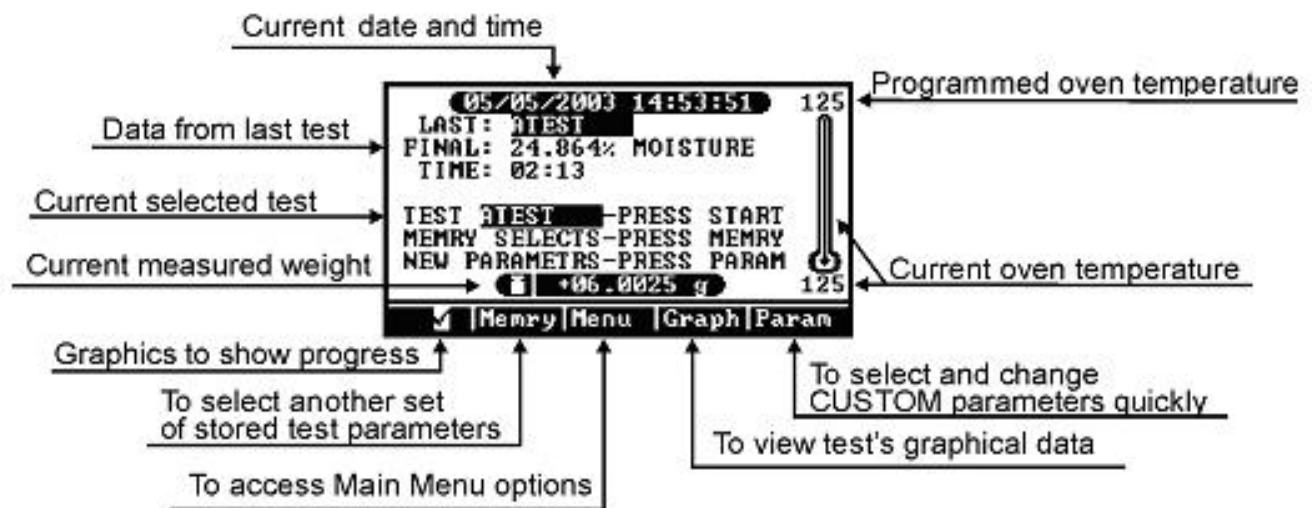 Current date and time
Programmed oven temperature
05/05/2003 14:53:51
125
Data from last test
LAST: ATEST
FINAL: 24.864% MOISTURE
TIME: 02:13
Current selected test
TEST ATEST -PRESS START
MEMRY SELECTS-PRESS MEMRY
NEW PARAMETRS-PRESS PARAM
Current measured weight
Current oven temperature
+06.0025 g
125
Memry|Menu |Graph|Param
Graphics to show progress
To select another set
of stored test parameters
To access Main Menu options
To select and change
CUSTOM parameters quickly
To view test's graphical data